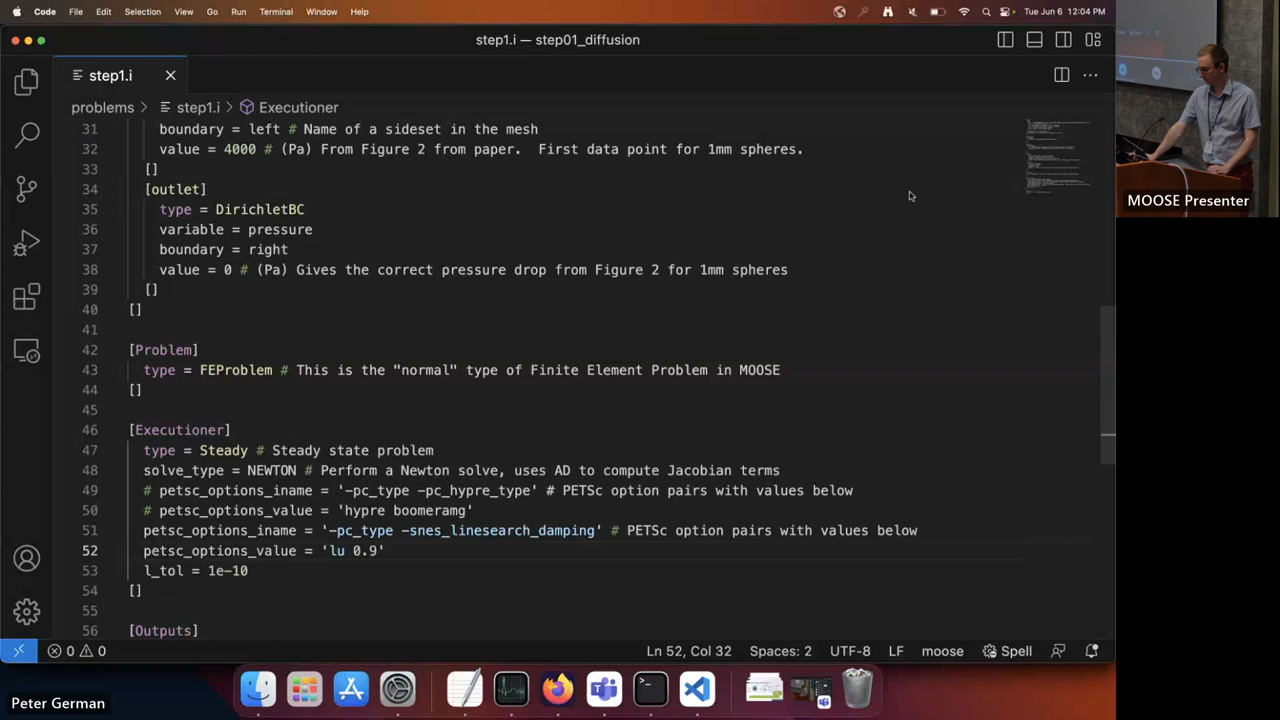 Code File Edit Selection View Go Run Terminal Window Help
Tue Jun 6 12:04 PM
step1.i — step01_diffusion
step1.i
problems > step1.i > Executioner
31 boundary = left # Name of a sideset in the mesh
32 value = 4000 # (Pa) From Figure 2 from paper. First data point for 1mm spheres.
33 []
34 [outlet]
35 type = DirichletBC
36 variable = pressure
37 boundary = right
38 value = 0 # (Pa) Gives the correct pressure drop from Figure 2 for 1mm spheres
39 []
40 []
41
42 [Problem]
43 type = FEProblem # This is the "normal" type of Finite Element Problem in MOOSE
44 []
45
46 [Executioner]
47 type = Steady # Steady state problem
48 solve_type = NEWTON # Perform a Newton solve, uses AD to compute Jacobian terms
49 # petsc_options_iname = '-pc_type -pc_hypre_type' # PETSc option pairs with values below
50 # petsc_options_value = 'hypre boomeramg'
51 petsc_options_iname = '-pc_type -snes_linesearch_damping' # PETSc option pairs with values below
52 petsc_options_value = 'lu 0.9'
53 l_tol = 1e-10
54 []
55
56 [Outputs]
0 0 Ln 52, Col 32 Spaces: 2 UTF-8 LF moose Spell
MOOSE Presenter
Peter German